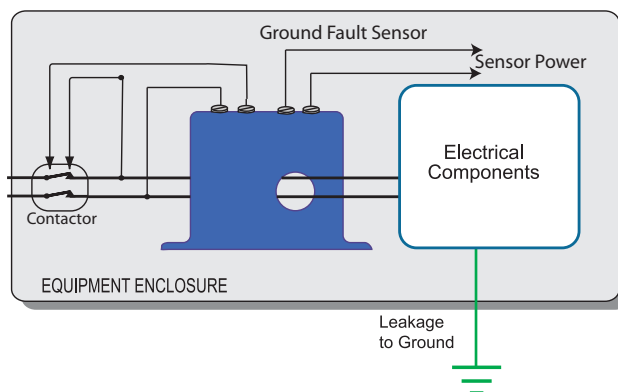 Ground Fault Sensor
Sensor Power
Electrical
Components
Contactor
EQUIPMENT ENCLOSURE
Leakage
to Ground